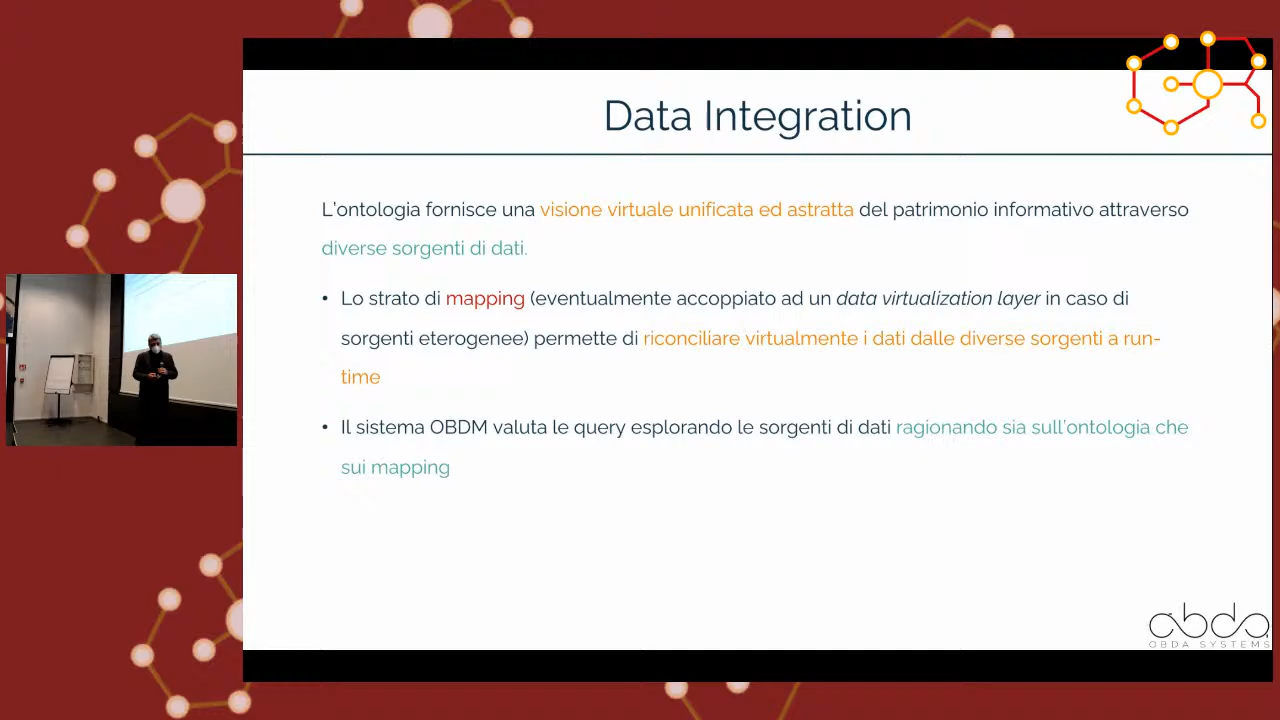 Data Integration
L'ontologia fornisce una visione virtuale unificata ed astratta del patrimonio informativo attraverso
diverse sorgenti di dati.
• Lo strato di mapping (eventualmente accoppiato ad un data virtualization layer in caso di
sorgenti eterogenee) permette di riconciliare virtualmente i dati dalle diverse sorgenti a run-
time
• Il sistema OBDM valuta le query esplorando le sorgenti di dati ragionando sia sull'ontologia che
sui mapping
obda
OBDA SYSTEMS